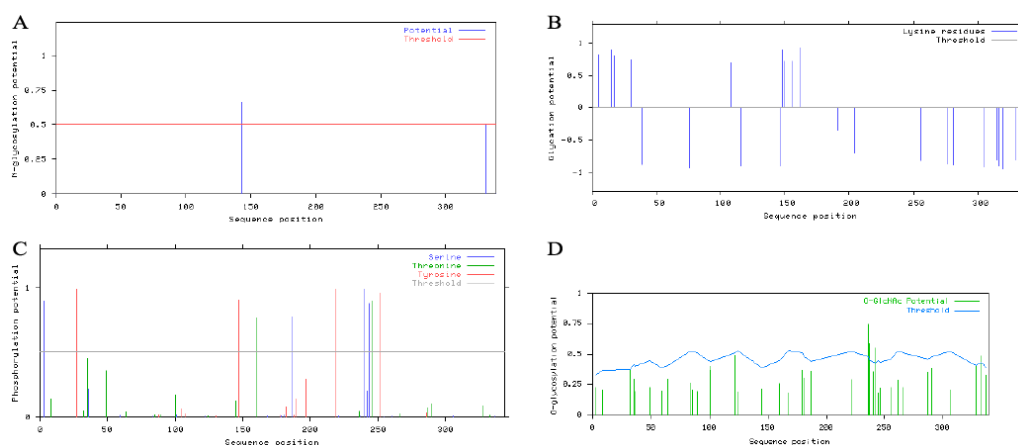 A
Potential
Threshold
N-glycosylation potential
1
0.75
0.5
0.25
0
0 50 100 150 200 250 300
Sequence position
B
Lysine residues
Threshold
Glycation potential
1
0.5
0
-0.5
-1
0 50 100 150 200 250 300
Sequence position
C
Serine
Threonine
Tyrosine
Threshold
Phosphorylation potential
1
0
0 50 100 150 200 250 300
Sequence position
D
O-GlcNAc Potential
Threshold
O-glycosylation potential
1
0.75
0.5
0.25
0
0 50 100 150 200 250 300
Sequence position